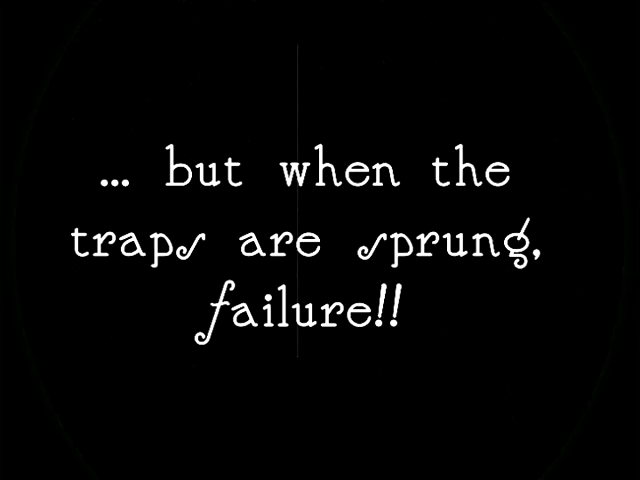 ... but when the
traps are sprung,
failure!!